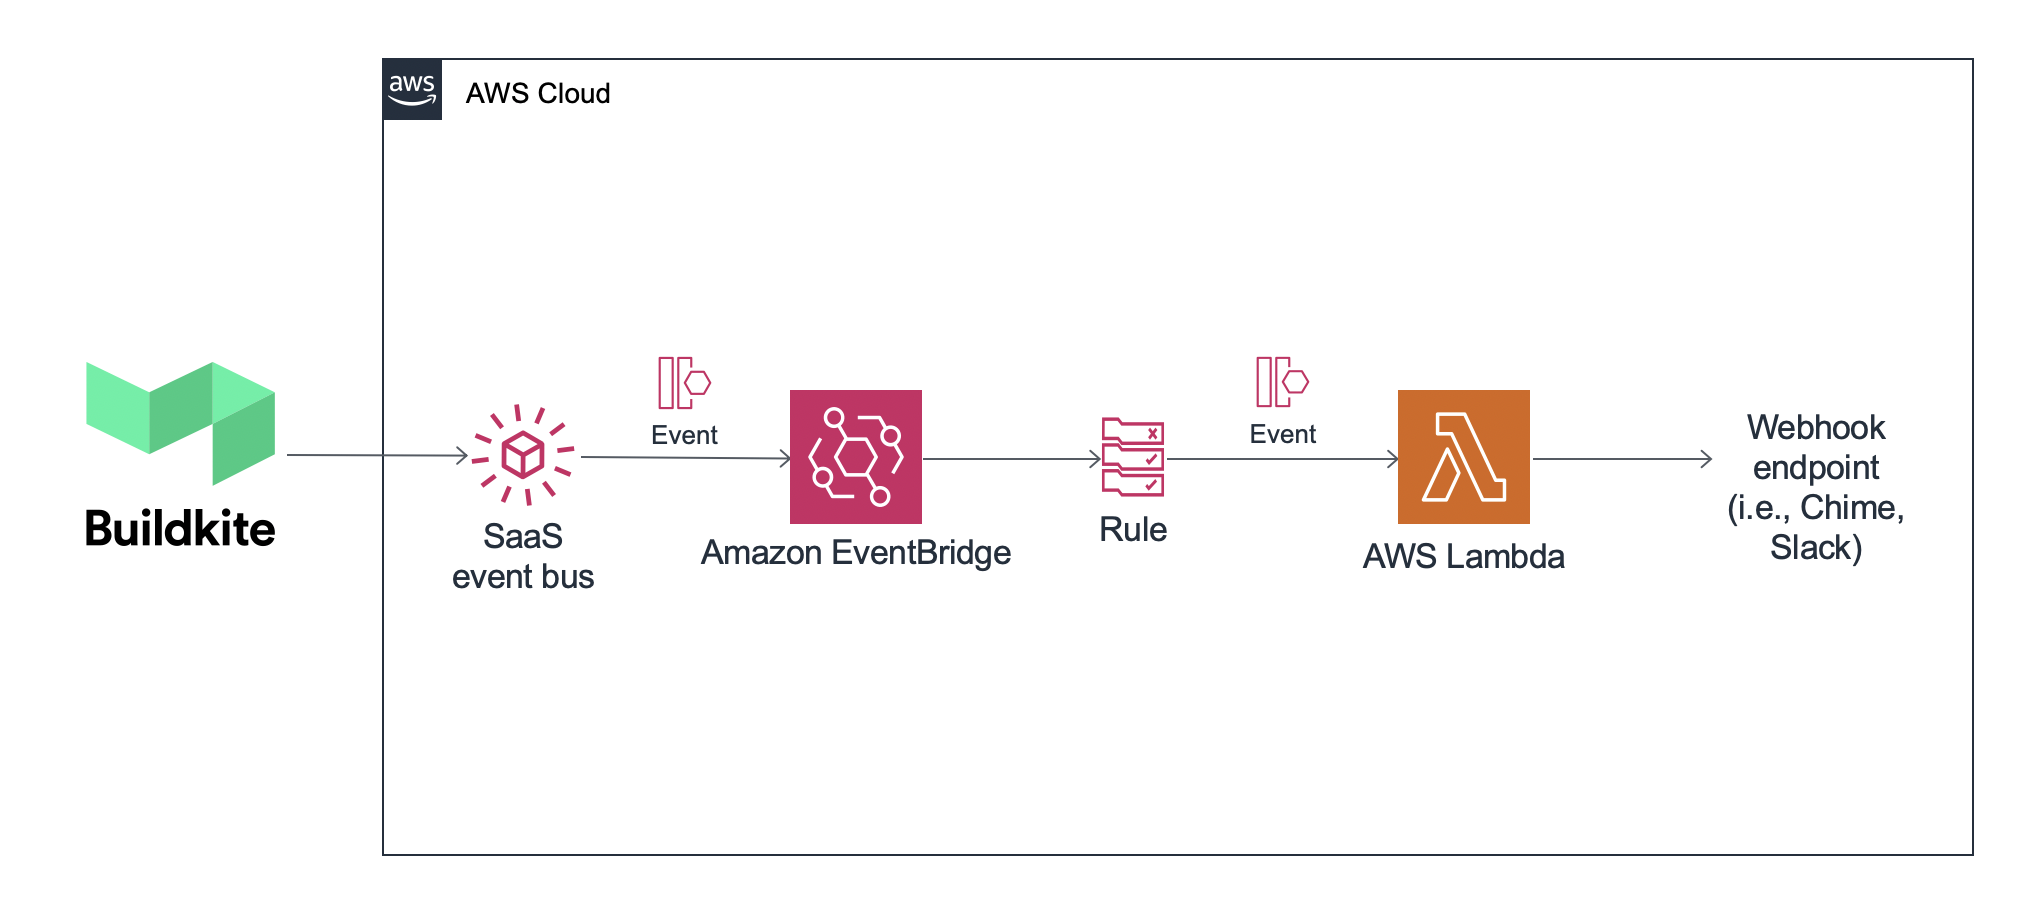 aws
AWS Cloud
Buildkite
SaaS
event bus
Event
Amazon EventBridge
Rule
Event
AWS Lambda
Webhook
endpoint
(i.e., Chime,
Slack)